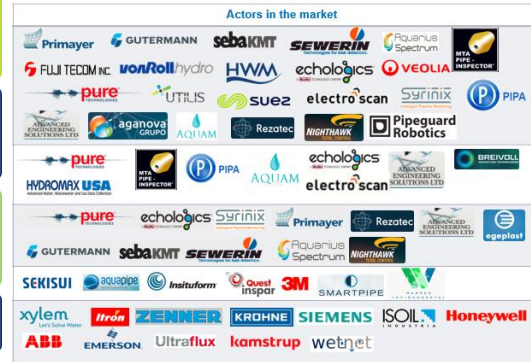 Actors in the market
Primayer GUTERMANN sebaKMT SEWERIN Aquarius Spectrum MTA PIPE-INSPECTOR
FUJI TECOM INC. vonRoll hydro HWM echologics VEOLIA
pure TECHNOLOGIES UTILIS suez electro scan Syrinix PIPA
ADVANCED ENGINEERING SOLUTIONS LTD aganova GRUPO AQUAM Rezatec NIGHTHAWK TOTAL CONTROL Pipeguard Robotics
pure TECHNOLOGIES MTA PIPE-INSPECTOR PIPA AQUAM echologics ADVANCED ENGINEERING SOLUTIONS LTD BREIVOLL
HYDROMAX USA electro scan
pure TECHNOLOGIES echologics Syrinix Primayer Rezatec ADVANCED ENGINEERING SOLUTIONS LTD egeplast
GUTERMANN sebaKMT SEWERIN Aquarius Spectrum NIGHTHAWK TOTAL CONTROL
SEKISUI aquapipe Insituform Quest inspar 3M SMARTPIPE
xylem Let's Solve Water Itron ZENNER KROHNE SIEMENS ISOIL INDUSTRIA Honeywell
ABB EMERSON. Ultraflux kamstrup wetnet